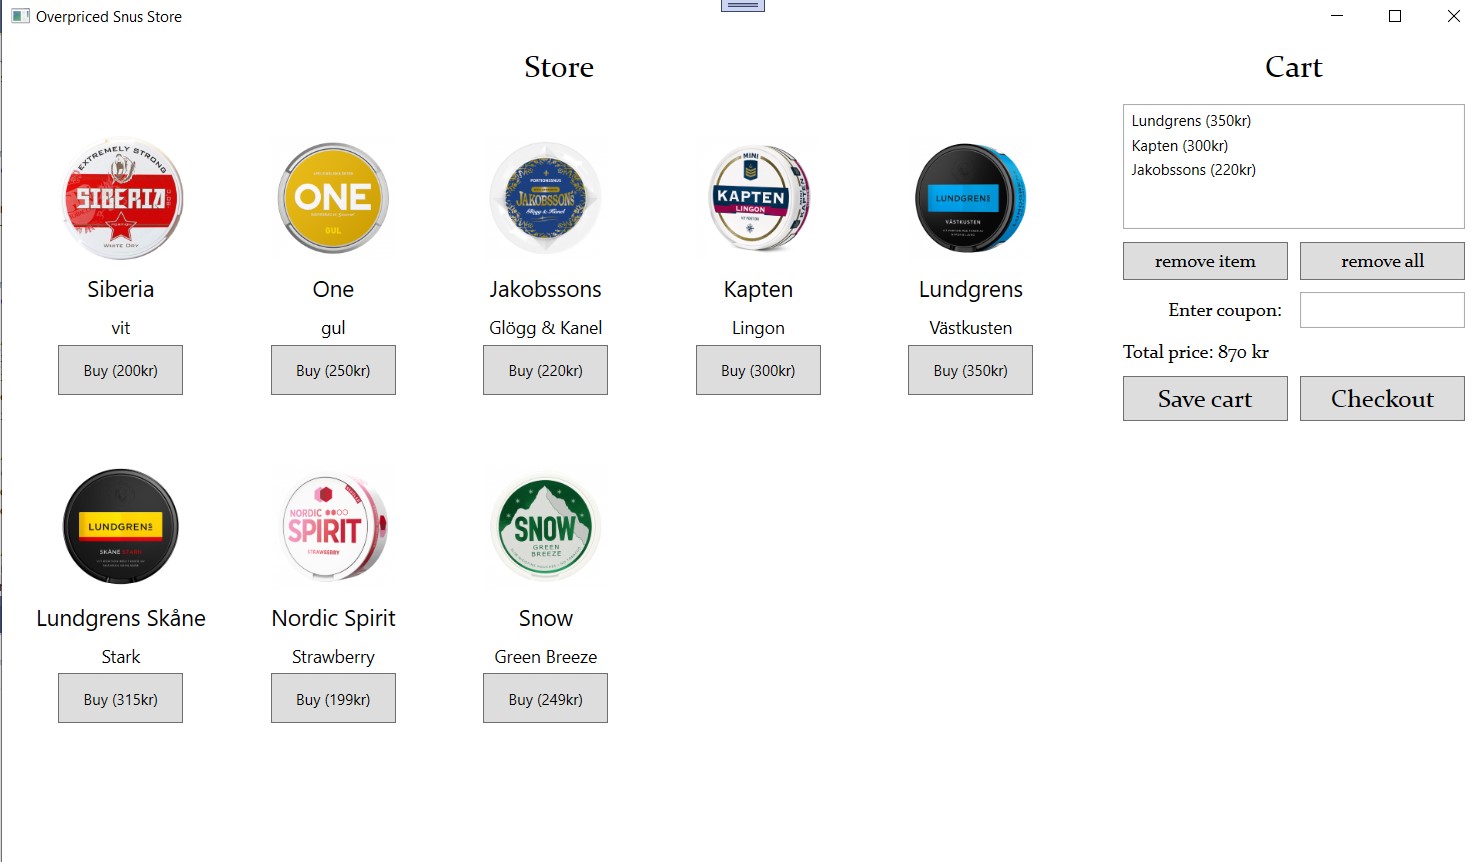 Overpriced Snus Store
Store
EXTREMELY STRONG
SIBERIA
WHITE DRY
ONE
GUL
JAKOBSSONS
Glögg & Kanel
MINI
KAPTEN
LINGON
LUNDGRENS
VÄSTKUSTEN
Siberia
One
Jakobssons
Kapten
Lundgrens
vit
gul
Glögg & Kanel
Lingon
Västkusten
Buy (200kr)
Buy (250kr)
Buy (220kr)
Buy (300kr)
Buy (350kr)
LUNDGRENS
SKÅNE STARK
NORDIC
SPIRIT
STRAWBERRY
SNOW
GREEN
BREEZE
Lundgrens Skåne
Nordic Spirit
Snow
Stark
Strawberry
Green Breeze
Buy (315kr)
Buy (199kr)
Buy (249kr)
Cart
Lundgrens (350kr)
Kapten (300kr)
Jakobssons (220kr)
remove item
remove all
Enter coupon:
Total price: 870 kr
Save cart
Checkout